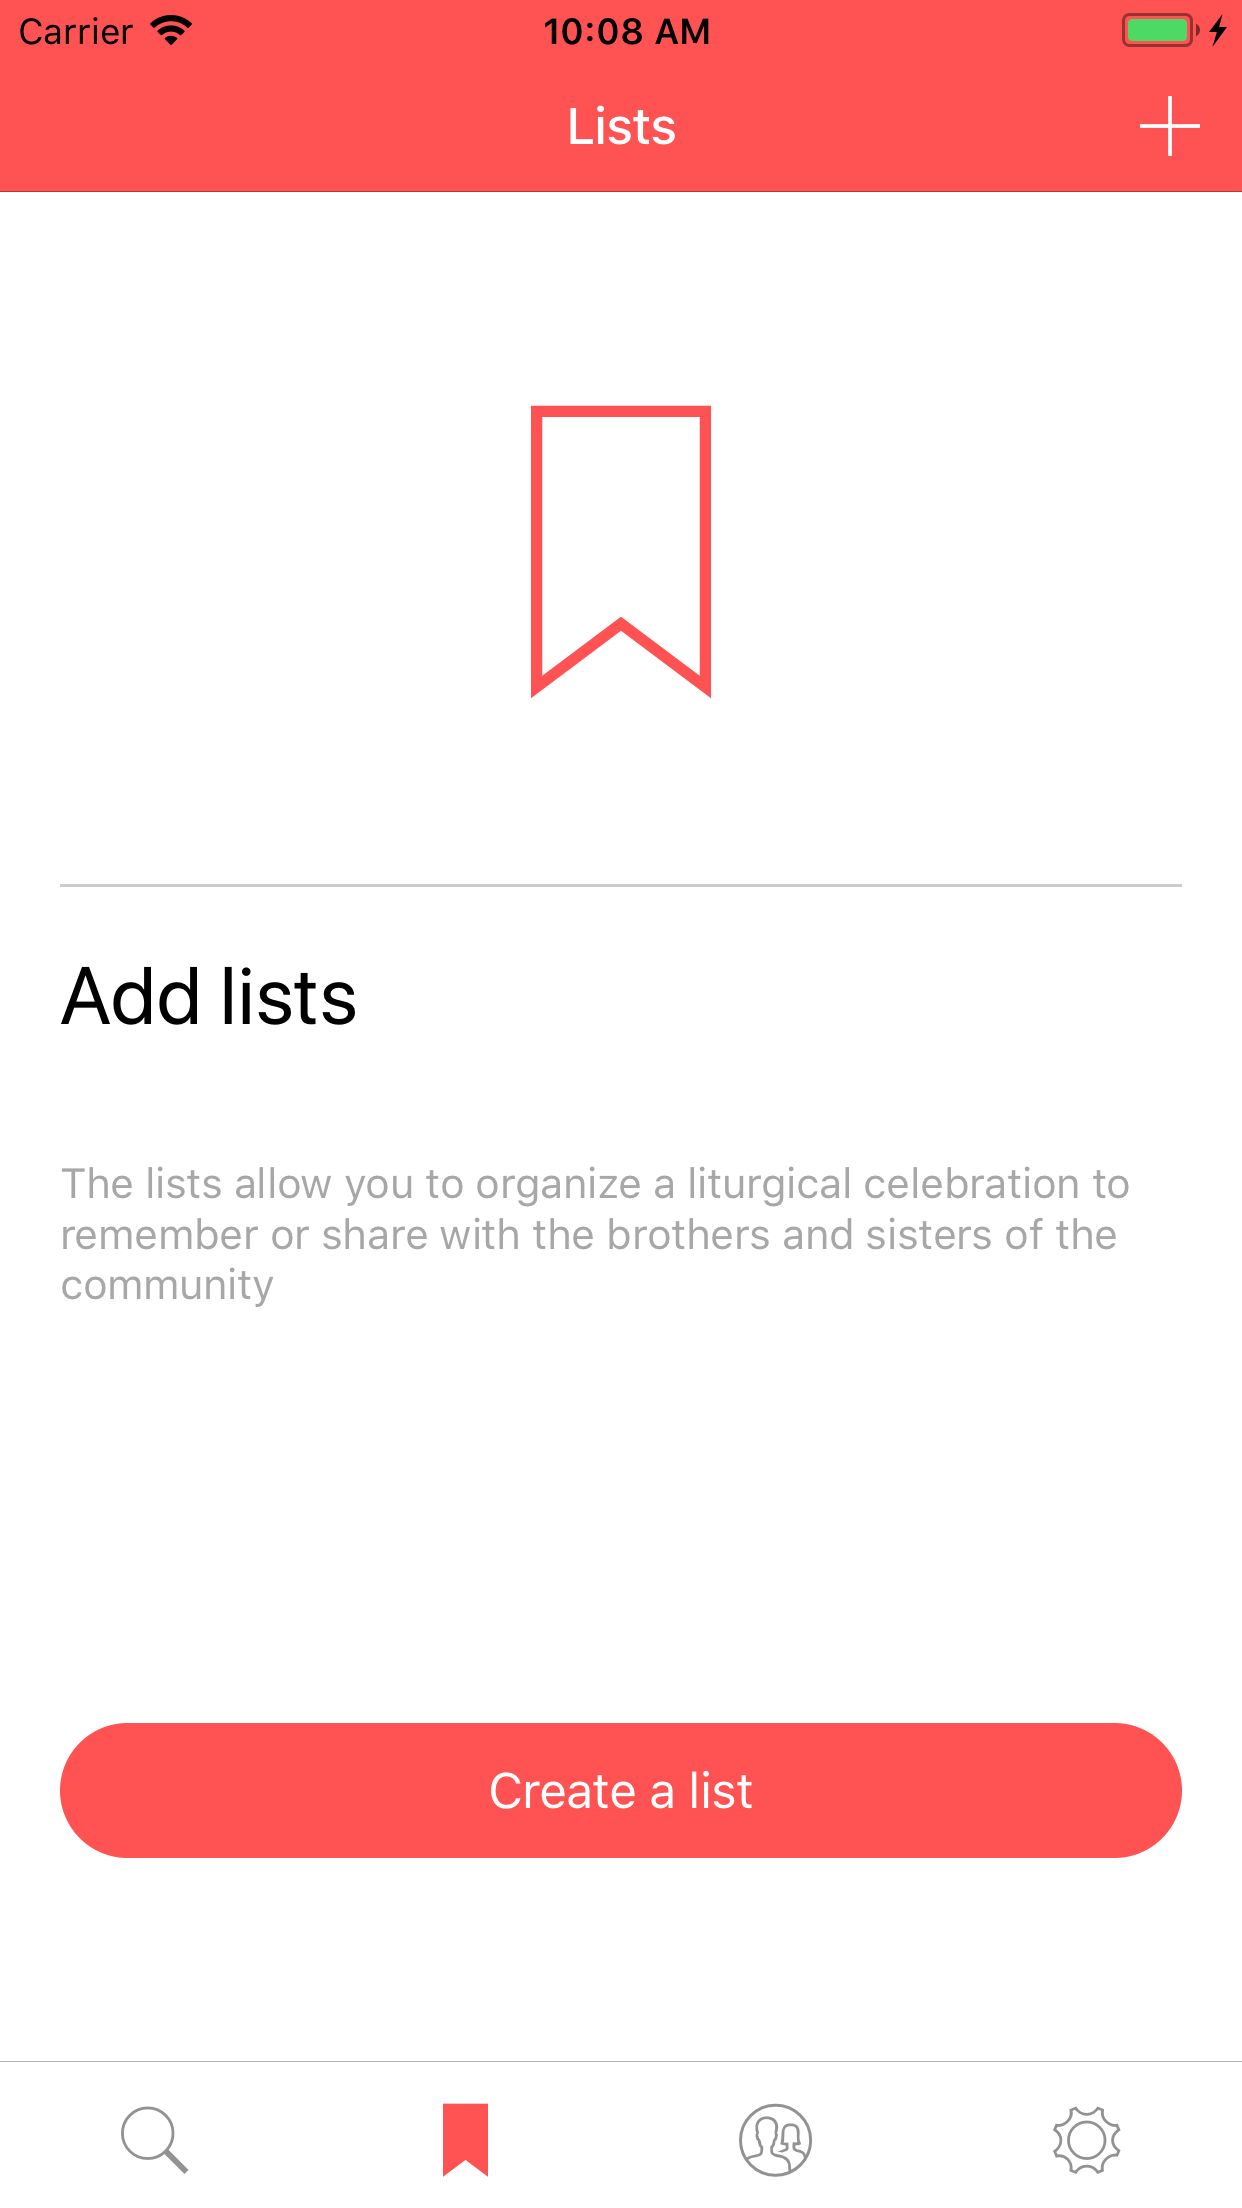 Carrier
10:08 AM
Lists
Add lists
The lists allow you to organize a liturgical celebration to
remember or share with the brothers and sisters of the
community
Create a list